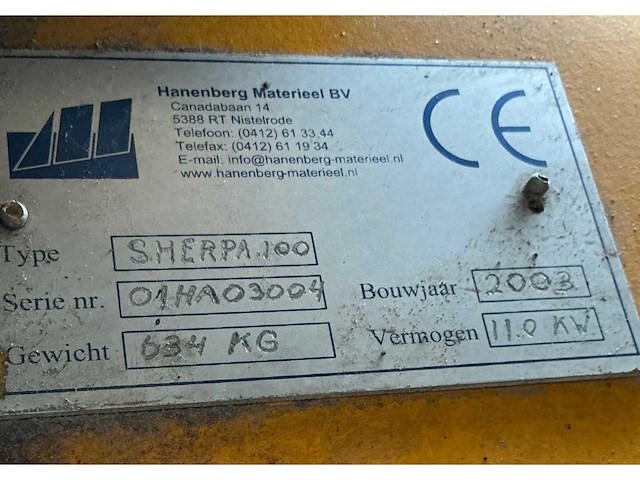 Hanenberg Materieel BV
Canadabaan 14
5388 RT Nistelrode
Telefoon: (0412) 61 33 44
Telefax: (0412) 61 19 34
E-mail: info@hanenberg-materieel.nl
www.hanenberg-materieel.nl
CE
Type SHERPA.100
Serie nr. 01HA03004 Bouwjaar 2003
Gewicht 634 KG Vermogen 11.0 KW